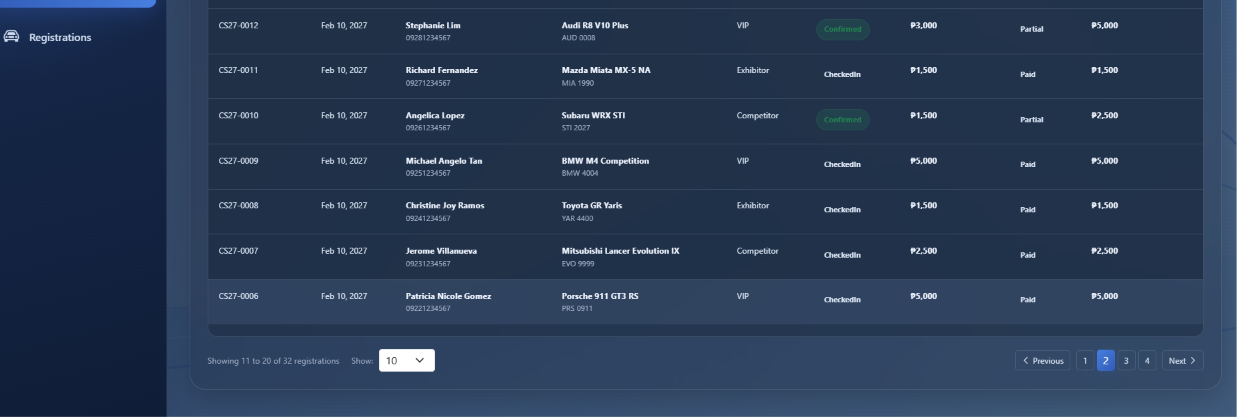 CS27-0012 Feb 10, 2027 Stephanie Lim Audi R8 V10 Plus VIP Confirmed ₱3,000 Partial ₱5,000
09281234567 AUD 0008
Registrations
CS27-0011 Feb 10, 2027 Richard Fernandez Mazda Miata MX-5 NA Exhibitor CheckedIn ₱1,500 Paid ₱1,500
09271234567 MIA 1990
CS27-0010 Feb 10, 2027 Angelica Lopez Subaru WRX STI Competitor Confirmed ₱1,500 Partial ₱2,500
09261234567 STI 2027
CS27-0009 Feb 10, 2027 Michael Angelo Tan BMW M4 Competition VIP CheckedIn ₱5,000 Paid ₱5,000
09251234567 BMW 4004
CS27-0008 Feb 10, 2027 Christine Joy Ramos Toyota GR Yaris Exhibitor CheckedIn ₱1,500 Paid ₱1,500
09241234567 YAR 4400
CS27-0007 Feb 10, 2027 Jerome Villanueva Mitsubishi Lancer Evolution IX Competitor CheckedIn ₱2,500 Paid ₱2,500
09231234567 EVO 9999
CS27-0006 Feb 10, 2027 Patricia Nicole Gomez Porsche 911 GT3 RS VIP CheckedIn ₱5,000 Paid ₱5,000
09221234567 PRS 0911
Showing 11 to 20 of 32 registrations Show: 10 Previous 1 2 3 4 Next